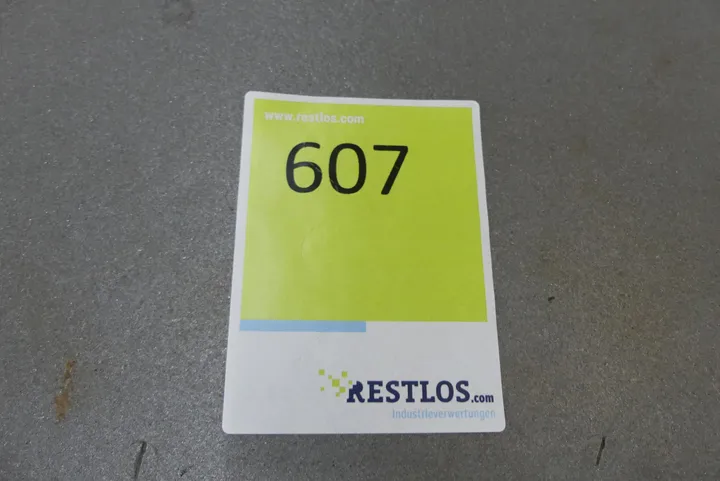 www.restlos.com
607
RESTLOS.com
Industrieverwertungen